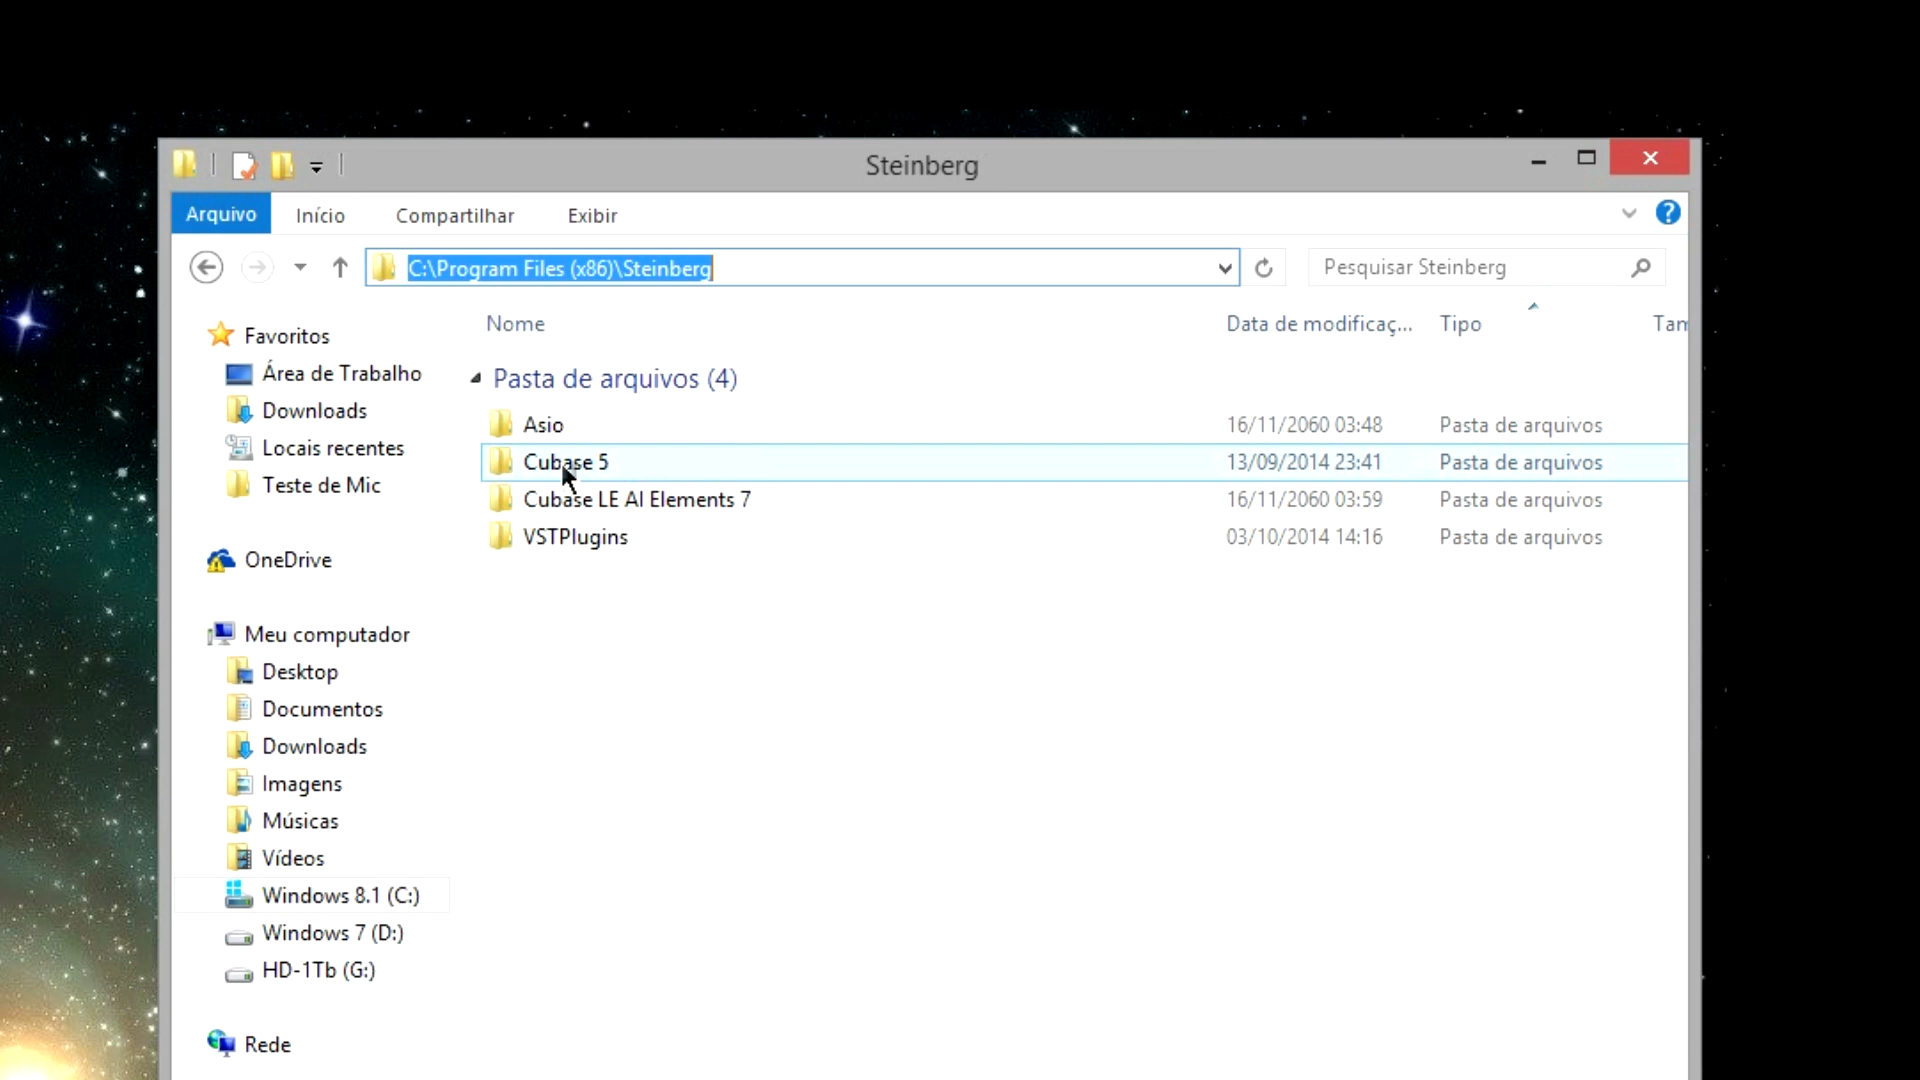 Steinberg
Arquivo Início Compartilhar Exibir
C:\Program Files (x86)\Steinberg
Pesquisar Steinberg
Nome Data de modificaç... Tipo Tam
Favoritos
Área de Trabalho
Downloads
Locais recentes
Teste de Mic
OneDrive
Meu computador
Desktop
Documentos
Downloads
Imagens
Músicas
Vídeos
Windows 8.1 (C:)
Windows 7 (D:)
HD-1Tb (G:)
Rede
Pasta de arquivos (4)
Asio 16/11/2060 03:48 Pasta de arquivos
Cubase 5 13/09/2014 23:41 Pasta de arquivos
Cubase LE AI Elements 7 16/11/2060 03:59 Pasta de arquivos
VSTPlugins 03/10/2014 14:16 Pasta de arquivos